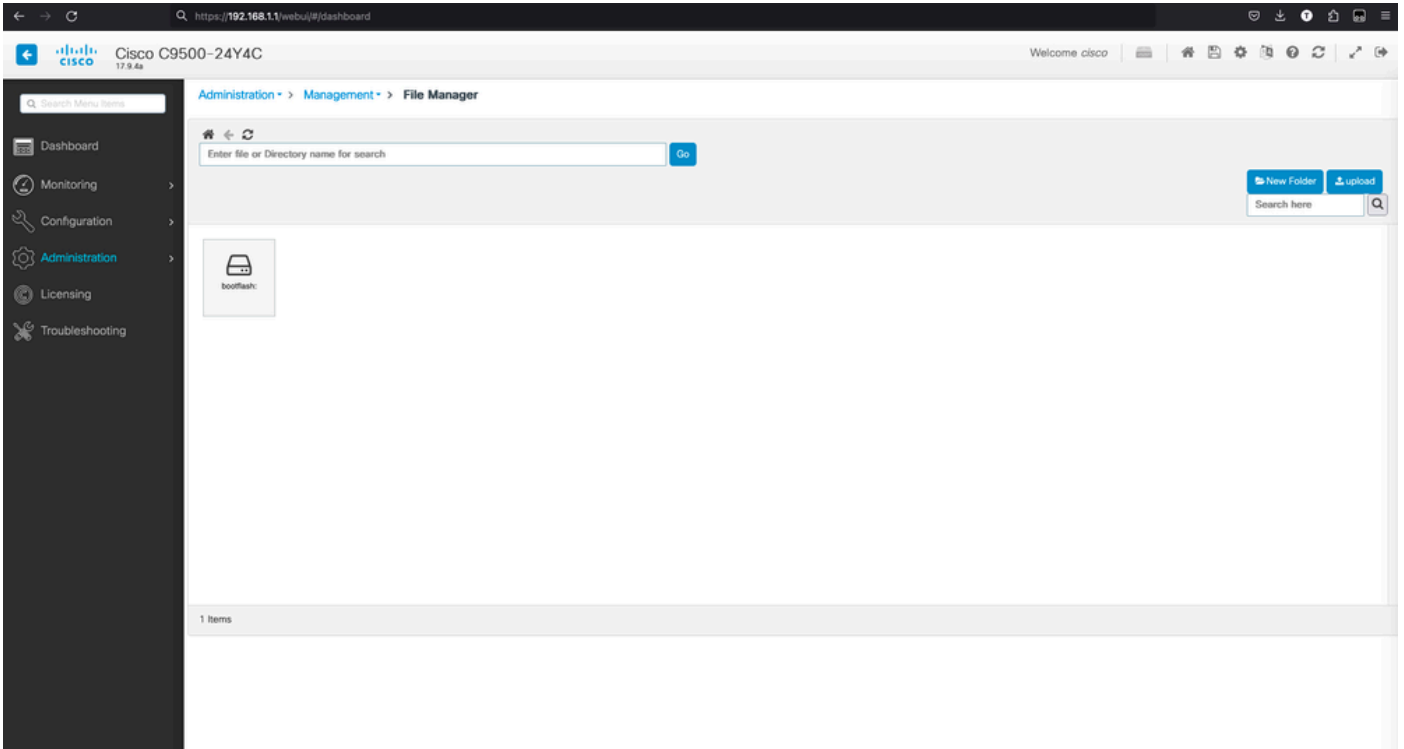 https://192.168.1.1/webui/#/dashboard
CISCO
Cisco C9500-24Y4C
17.9.4a
Welcome cisco
Search Menu Items
Dashboard
Monitoring
Configuration
Administration
Licensing
Troubleshooting
Administration > Management > File Manager
Enter file or Directory name for search
Go
New Folder
upload
Search here
bootflash:
1 Items